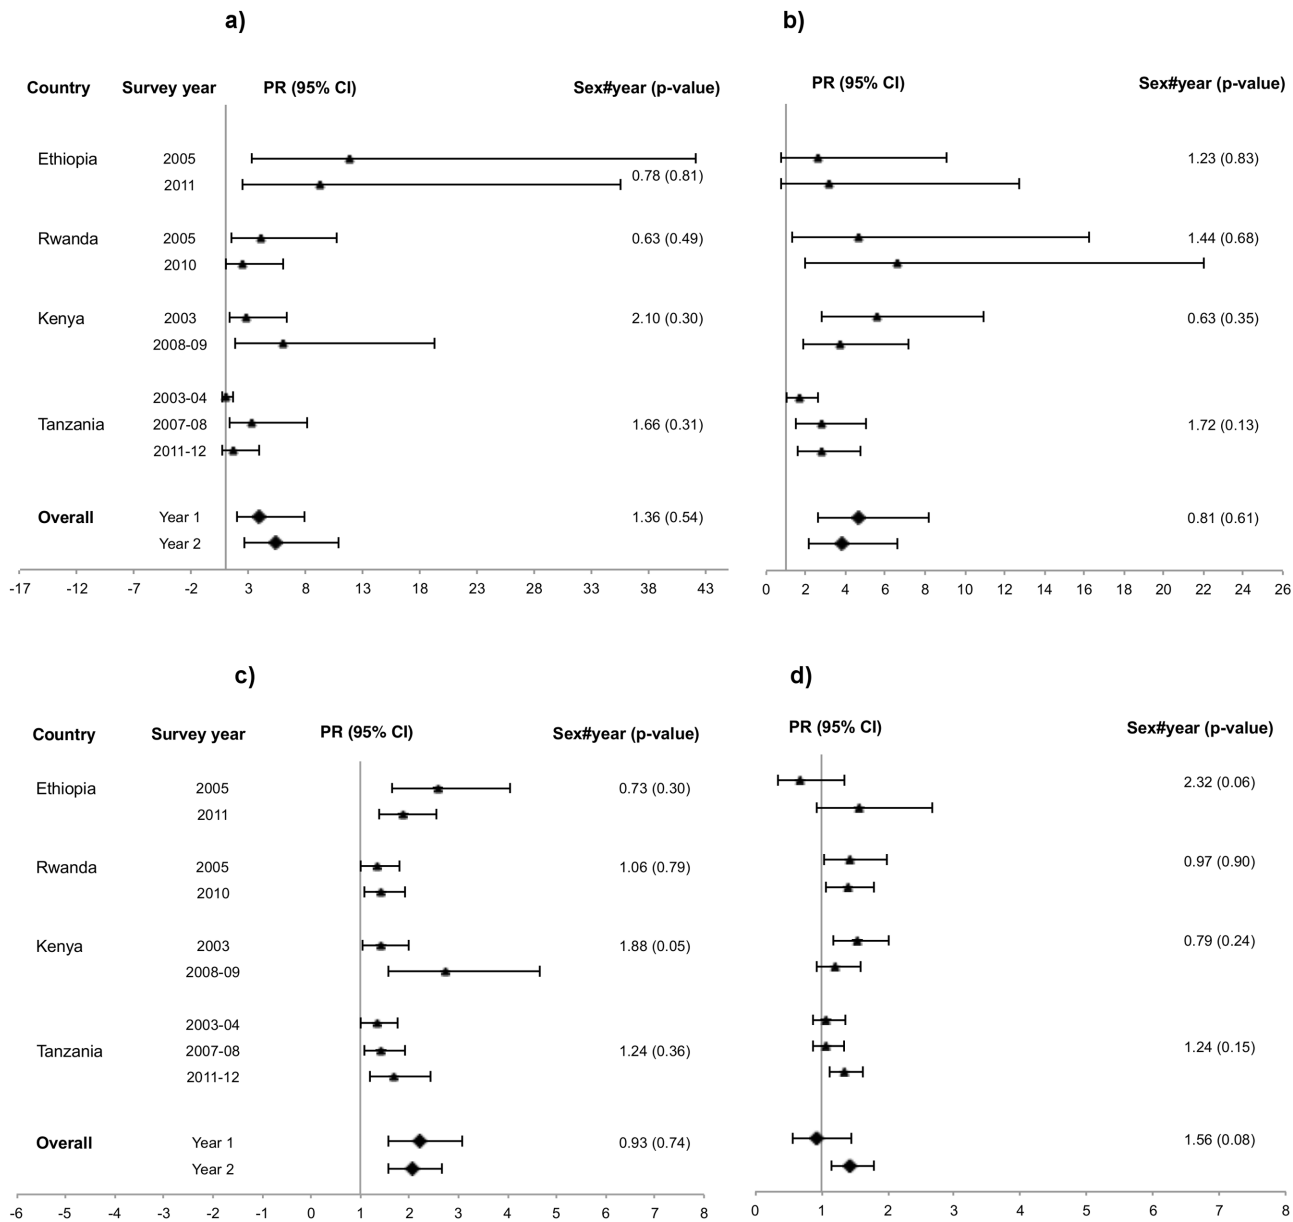 a)
b)
Country Survey year PR (95% CI) Sex#year (p-value)
PR (95% CI) Sex#year (p-value)
Ethiopia 2005
0.78 (0.81)
2011
1.23 (0.83)
Rwanda 2005 0.63 (0.49)
2010
1.44 (0.68)
Kenya 2003 2.10 (0.30)
2008-09
0.63 (0.35)
2003-04
Tanzania 2007-08 1.66 (0.31)
2011-12
1.72 (0.13)
Overall Year 1 1.36 (0.54)
Year 2
0.81 (0.61)
-17 -12 -7 -2 3 8 13 18 23 28 33 38 43
0 2 4 6 8 10 12 14 16 18 20 22 24 26
c)
d)
Country Survey year PR (95% CI) Sex#year (p-value)
PR (95% CI) Sex#year (p-value)
Ethiopia 2005 0.73 (0.30)
2011
2.32 (0.06)
Rwanda 2005 1.06 (0.79)
2010
0.97 (0.90)
Kenya 2003 1.88 (0.05)
2008-09
0.79 (0.24)
2003-04
Tanzania 2007-08 1.24 (0.36)
2011-12
1.24 (0.15)
Overall Year 1 0.93 (0.74)
Year 2
1.56 (0.08)
-6 -5 -4 -3 -2 -1 0 1 2 3 4 5 6 7 8
0 1 2 3 4 5 6 7 8